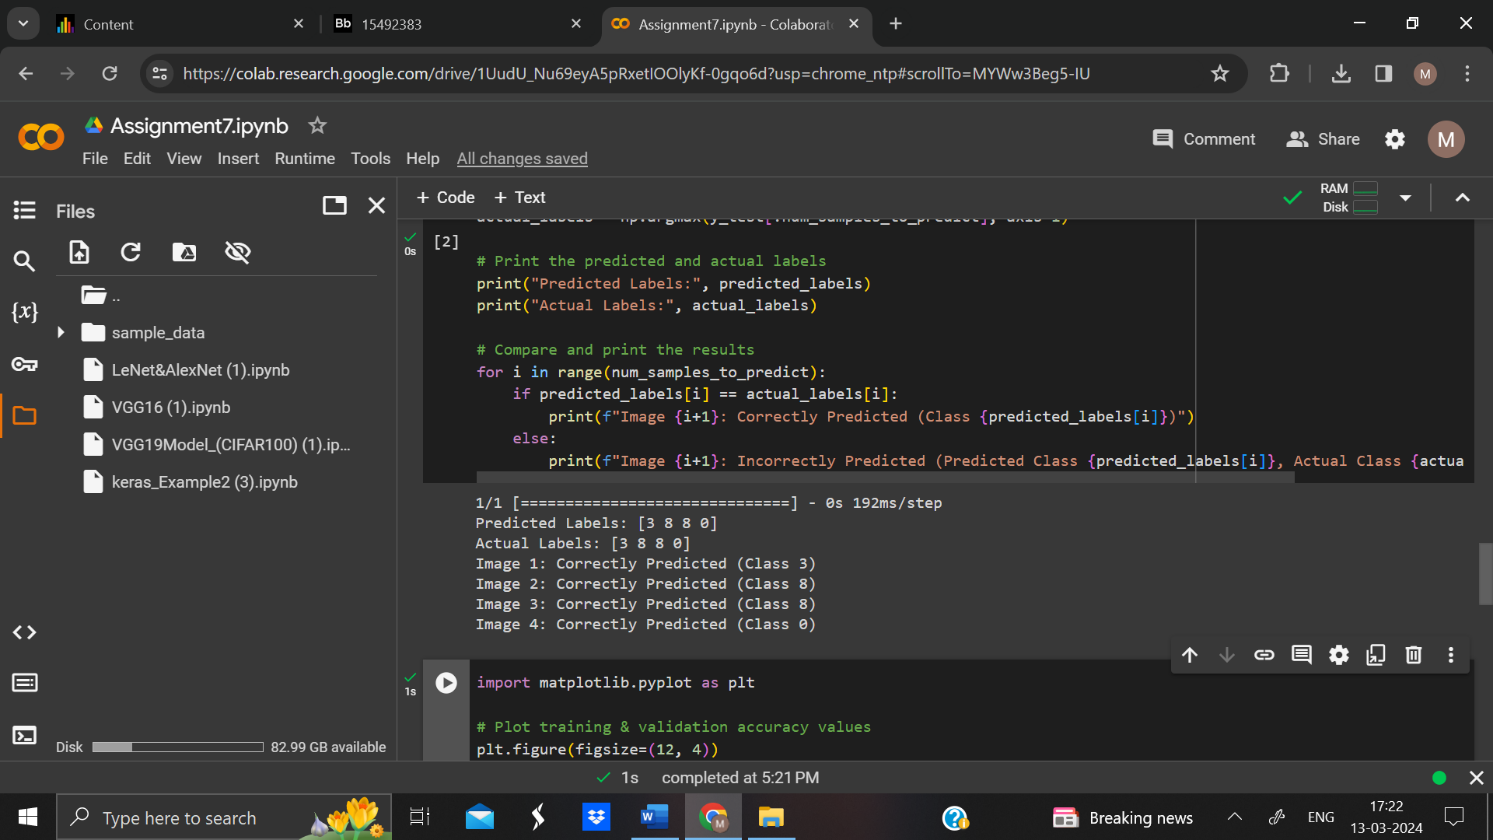 Content
Bb 15492383
Assignment7.ipynb - Colaborat
https://colab.research.google.com/drive/1UudU_Nu69eyA5pRxetIOOlyKf-0gqo6d?usp=chrome_ntp#scrollTo=MYWw3Beg5-IU
M
Assignment7.ipynb
File Edit View Insert Runtime Tools Help All changes saved
Comment Share M
Files
+ Code + Text
RAM
Disk
..
sample_data
LeNet&AlexNet (1).ipynb
VGG16 (1).ipynb
VGG19Model_(CIFAR100) (1).ip...
keras_Example2 (3).ipynb
{x}
Disk 82.99 GB available
0s
[2]
actual_labels = np.argmax(y_test[:num_samples_to_predict], axis=1)
# Print the predicted and actual labels
print("Predicted Labels:", predicted_labels)
print("Actual Labels:", actual_labels)
# Compare and print the results
for i in range(num_samples_to_predict):
if predicted_labels[i] == actual_labels[i]:
print(f"Image {i+1}: Correctly Predicted (Class {predicted_labels[i]})")
else:
print(f"Image {i+1}: Incorrectly Predicted (Predicted Class {predicted_labels[i]}, Actual Class {actua
1/1 [==============================] - 0s 192ms/step
Predicted Labels: [3 8 8 0]
Actual Labels: [3 8 8 0]
Image 1: Correctly Predicted (Class 3)
Image 2: Correctly Predicted (Class 8)
Image 3: Correctly Predicted (Class 8)
Image 4: Correctly Predicted (Class 0)
1s
import matplotlib.pyplot as plt
# Plot training & validation accuracy values
plt.figure(figsize=(12, 4))
1s completed at 5:21 PM
Type here to search
Breaking news
ENG
17:22
13-03-2024